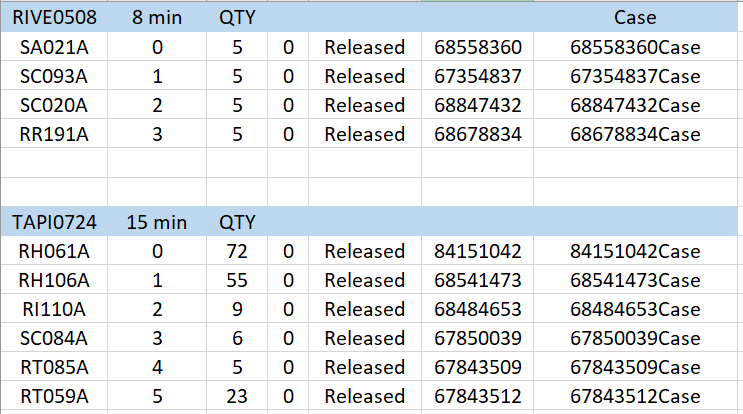 RIVE0508 8 min QTY Case
SA021A 0 5 0 Released 68558360 68558360Case
SC093A 1 5 0 Released 67354837 67354837Case
SC020A 2 5 0 Released 68847432 68847432Case
RR191A 3 5 0 Released 68678834 68678834Case
TAPI0724 15 min QTY
RH061A 0 72 0 Released 84151042 84151042Case
RH106A 1 55 0 Released 68541473 68541473Case
RI110A 2 9 0 Released 68484653 68484653Case
SC084A 3 6 0 Released 67850039 67850039Case
RT085A 4 5 0 Released 67843509 67843509Case
RT059A 5 23 0 Released 67843512 67843512Case